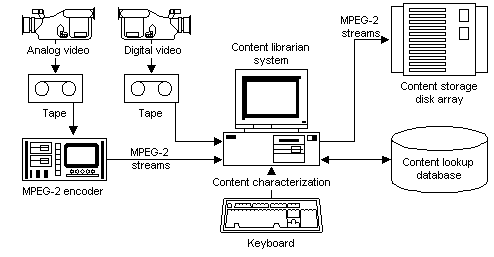 Analog video
Digital video
Content librarian
system
MPEG-2
streams
Content storage
disk array
Tape
Tape
MPEG-2 encoder
MPEG-2
streams
Content characterization
Content lookup
database
Keyboard